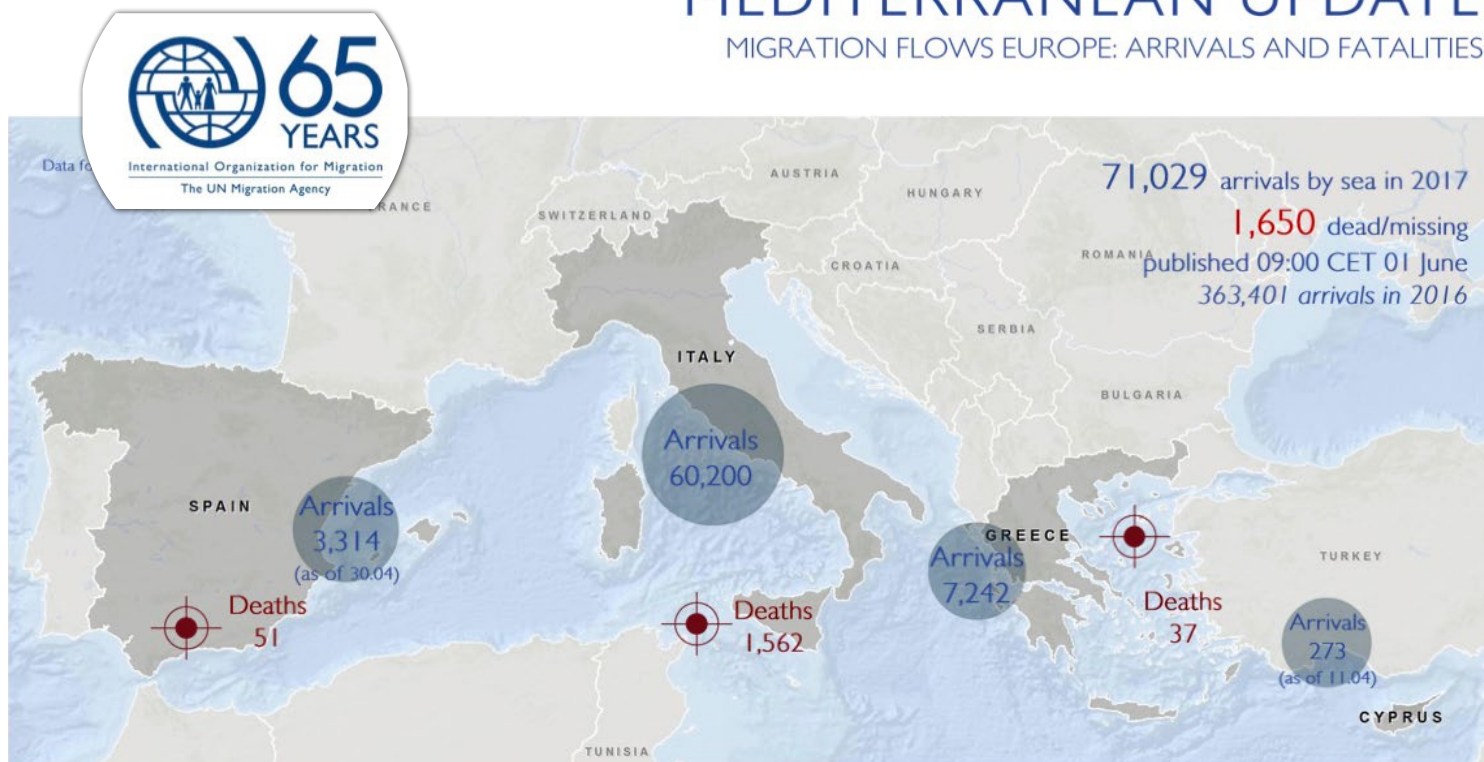 MEDITERRANEAN UPDATE
MIGRATION FLOWS EUROPE: ARRIVALS AND FATALITIES
65
YEARS
International Organization for Migration
The UN Migration Agency
Data fo
71,029 arrivals by sea in 2017
1,650 dead/missing
published 09:00 CET 01 June
363,401 arrivals in 2016
AUSTRIA
HUNGARY
RANCE
SWITZERLAND
ROMANIA
CROATIA
SERBIA
ITALY
BULGARIA
Arrivals
60,200
SPAIN
Arrivals
3,314
(as of 30.04)
GREECE
Arrivals
7,242
TURKEY
Deaths
51
Deaths
1,562
Deaths
37
Arrivals
273
(as of 11.04)
CYPRUS
TUNISIA